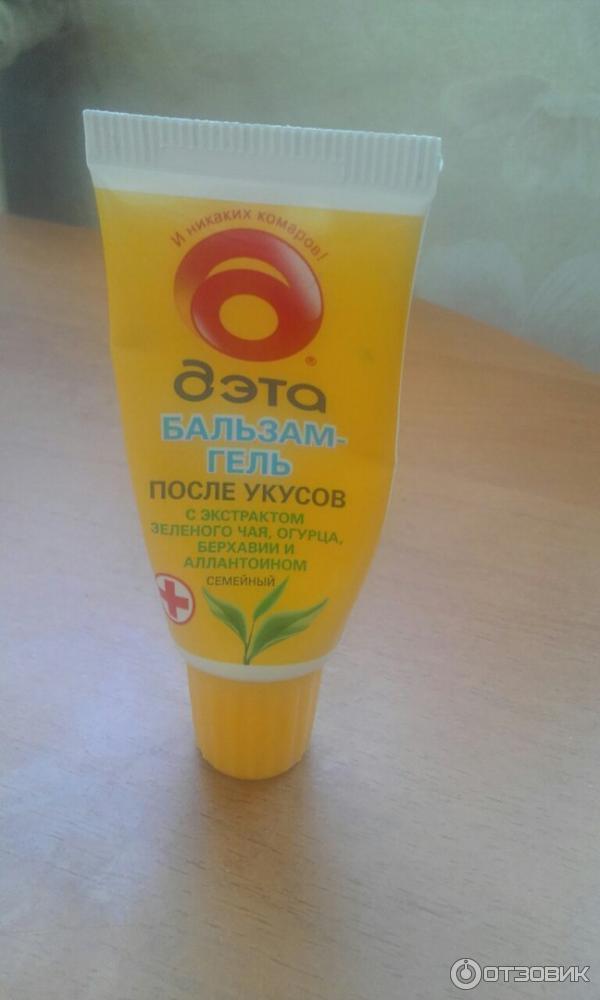 И никаких комаров!
®
дэта
БАЛЬЗАМ-
ГЕЛЬ
ПОСЛЕ УКУСОВ
С ЭКСТРАКТОМ
ЗЕЛЕНОГО ЧАЯ, ОГУРЦА,
БЕРХАВИИ И
АЛЛАНТОИНОМ
СЕМЕЙНЫЙ
ОТЗОВИК